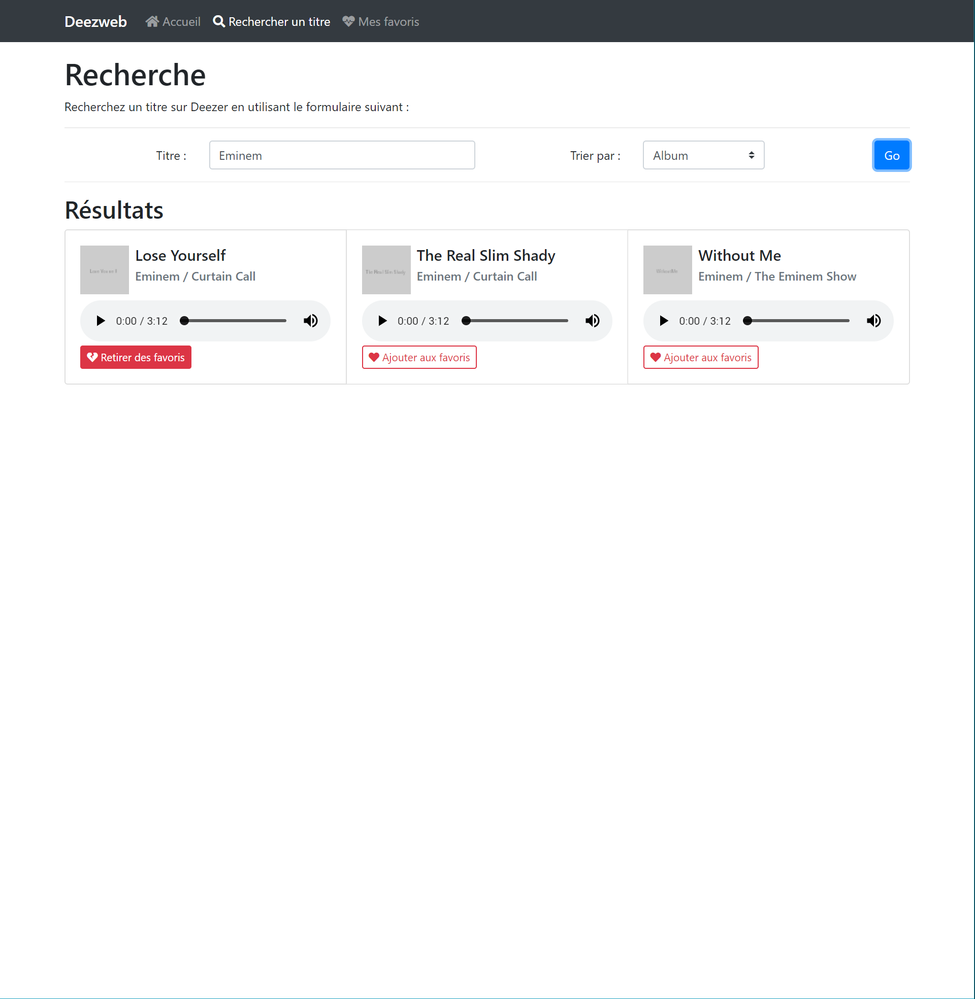 Deezweb Accueil Rechercher un titre Mes favoris
Recherche
Recherchez un titre sur Deezer en utilisant le formulaire suivant :
Titre : Eminem Trier par : Album Go
Résultats
Lose Yourself
Lose Yourself
Eminem / Curtain Call
0:00 / 3:12
Retirer des favoris
The Real Slim Shady
The Real Slim Shady
Eminem / Curtain Call
0:00 / 3:12
Ajouter aux favoris
Without Me
Without Me
Eminem / The Eminem Show
0:00 / 3:12
Ajouter aux favoris